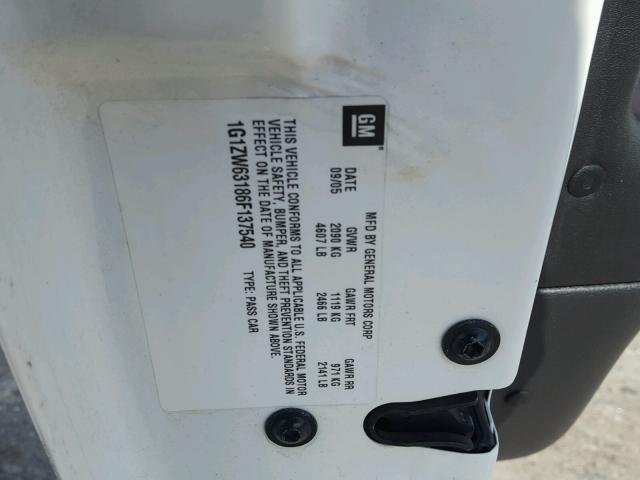 GM
MFD BY GENERAL MOTORS CORP
DATE GVWR GAWR FRT GAWR RR
09/05 2090 KG 1119 KG 971 KG
4607 LB 2466 LB 2141 LB
THIS VEHICLE CONFORMS TO ALL APPLICABLE U.S. FEDERAL MOTOR
VEHICLE SAFETY, BUMPER, AND THEFT PREVENTION STANDARDS IN
EFFECT ON THE DATE OF MANUFACTURE SHOWN ABOVE.
1G1ZW63186F137540 TYPE: PASS CAR